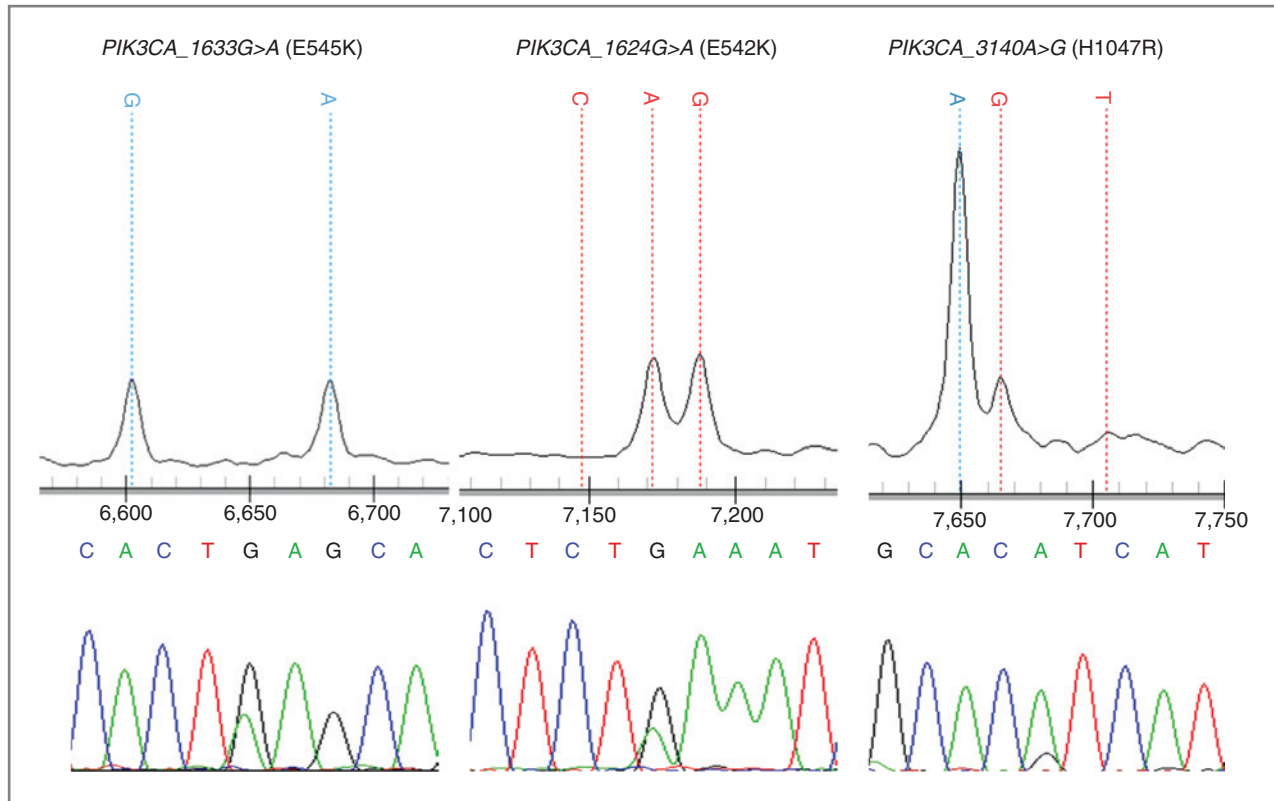 PIK3CA_1633G>A (E545K)
PIK3CA_1624G>A (E542K)
PIK3CA_3140A>G (H1047R)
G A
C A G
A G T
6,600 6,650 6,700
7,100 7,150 7,200
7,650 7,700 7,750
C A C T G A G C A
C T C T G A A A T
G C A C A T C A T